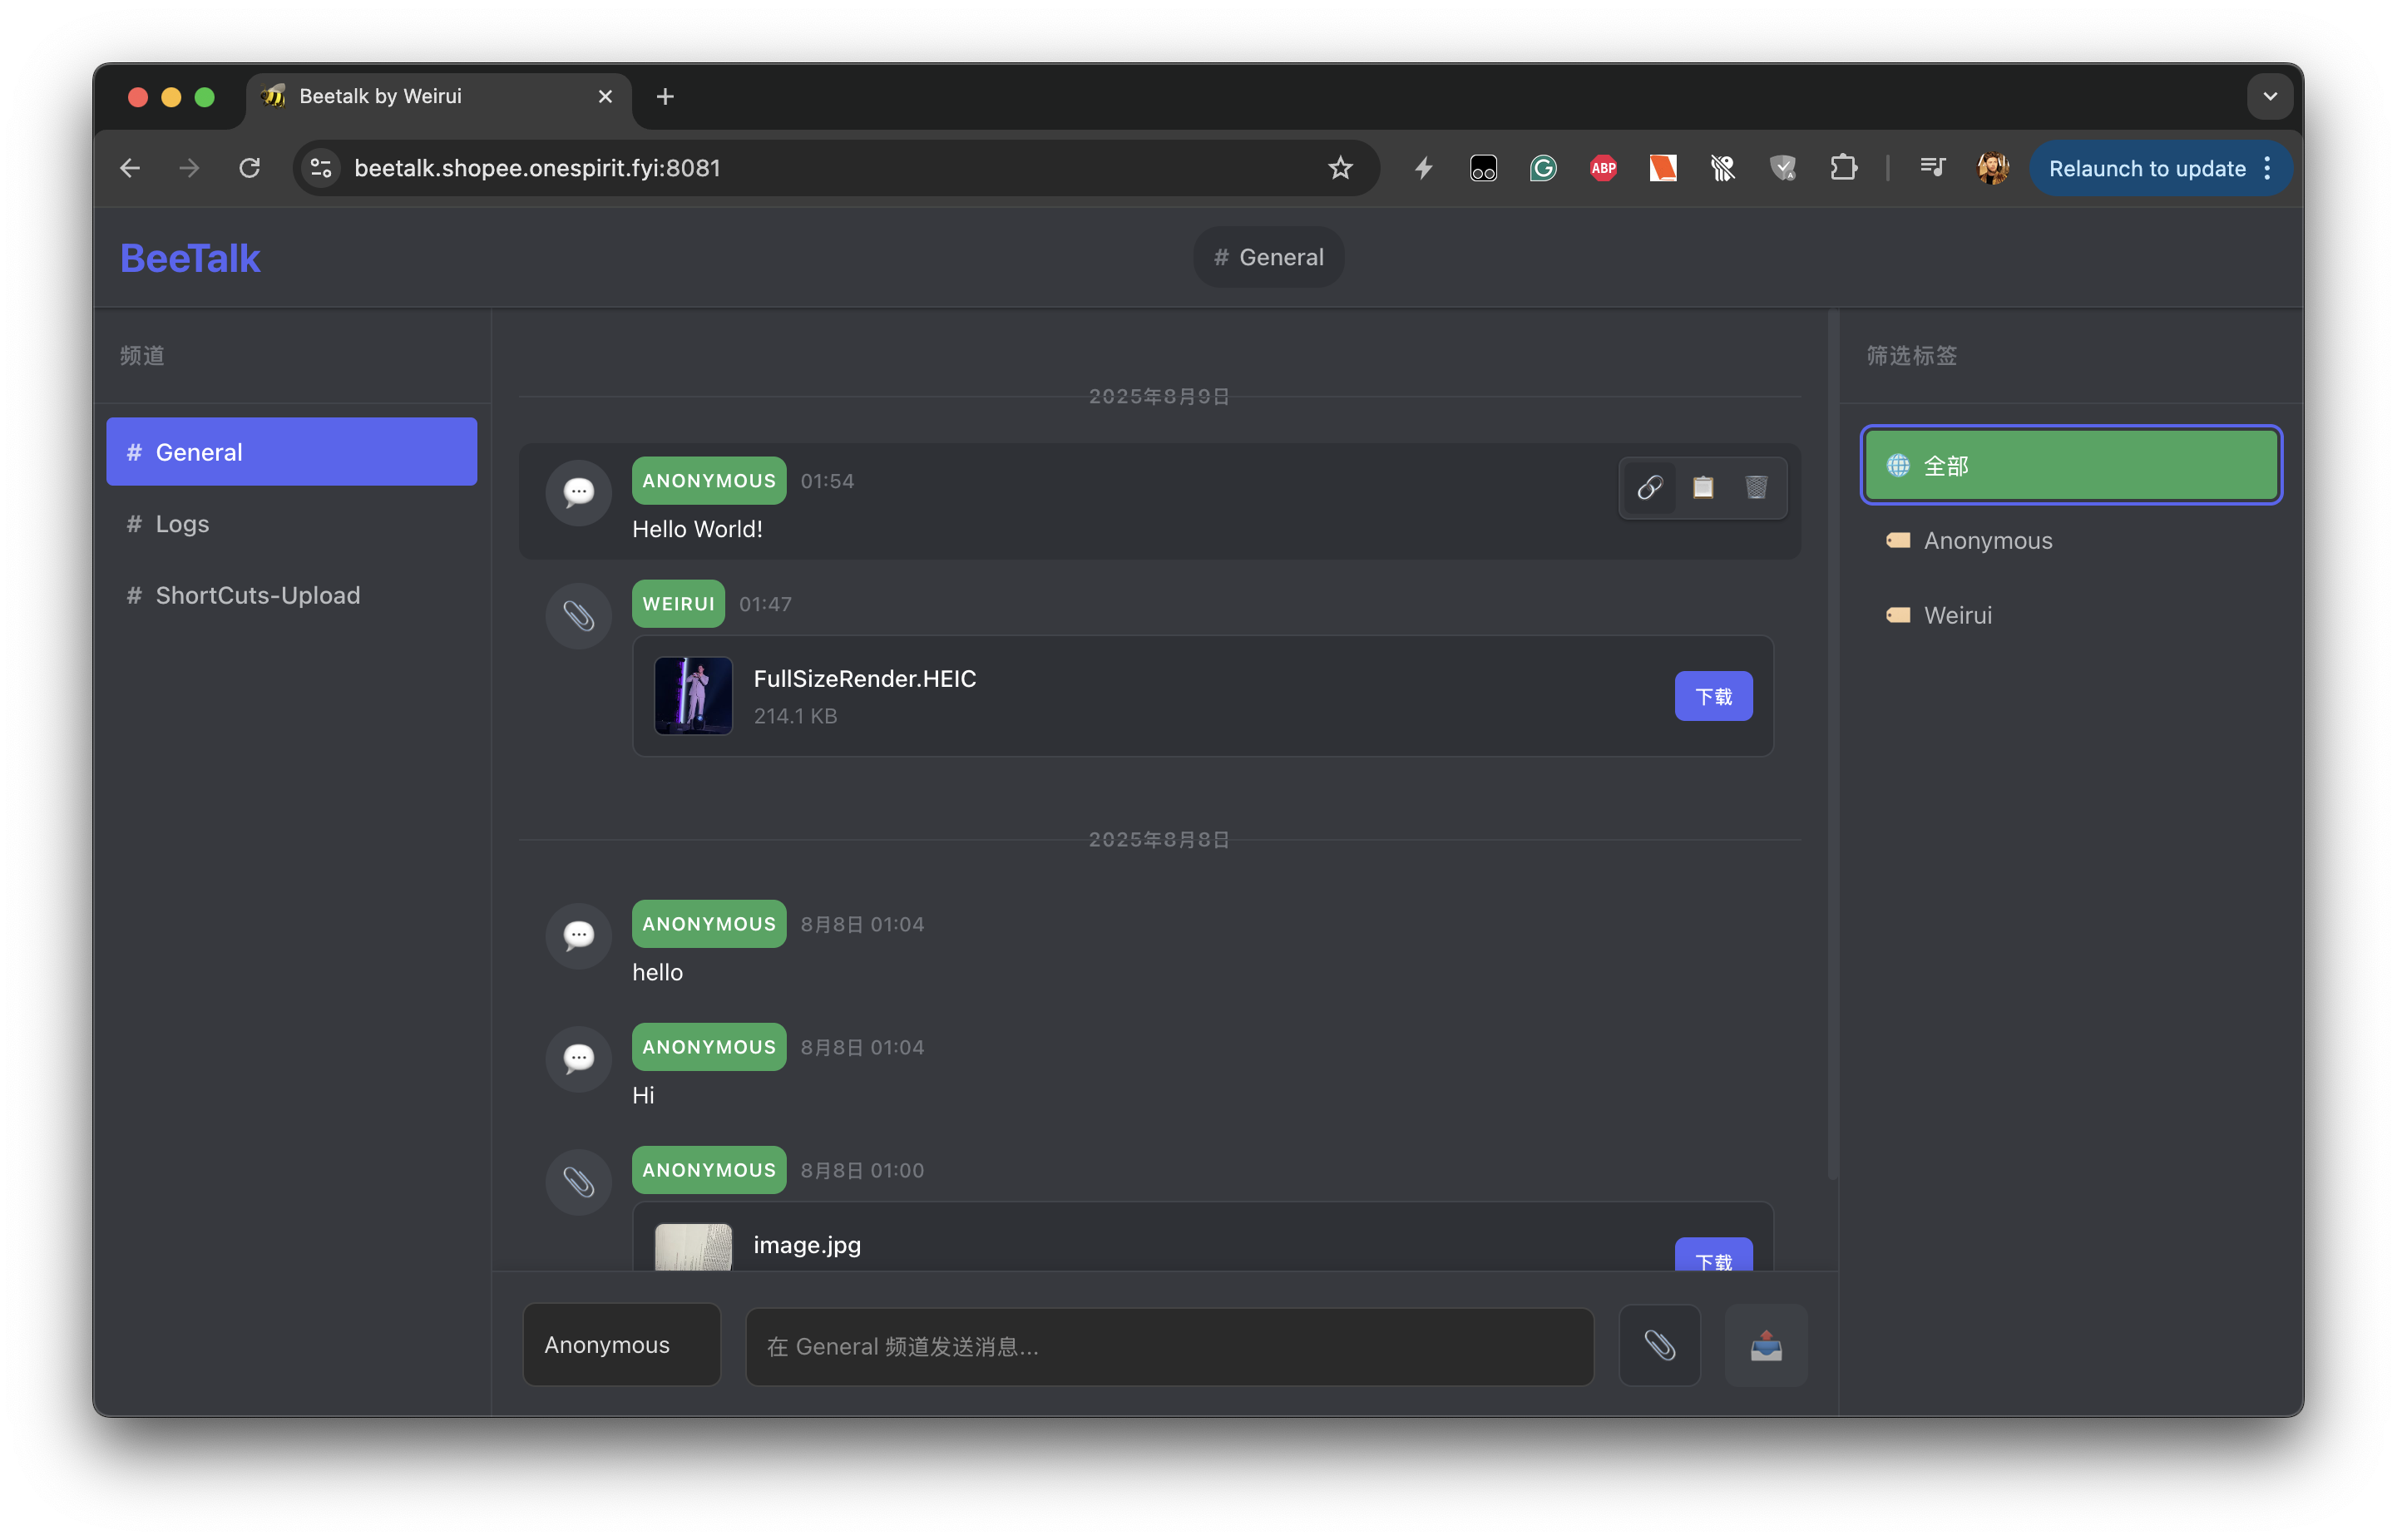 Beetalk by Weirui
beetalk.shopee.onespirit.fyi:8081
ABP
Relaunch to update
BeeTalk
# General
频道
# General
# Logs
# ShortCuts-Upload
2025年8月9日
ANONYMOUS 01:54
Hello World!
WEIRUI 01:47
FullSizeRender.HEIC
214.1 KB
下载
2025年8月8日
ANONYMOUS 8月8日 01:04
hello
ANONYMOUS 8月8日 01:04
Hi
ANONYMOUS 8月8日 01:00
image.jpg
下载
Anonymous
在 General 频道发送消息...
筛选标签
全部
Anonymous
Weirui